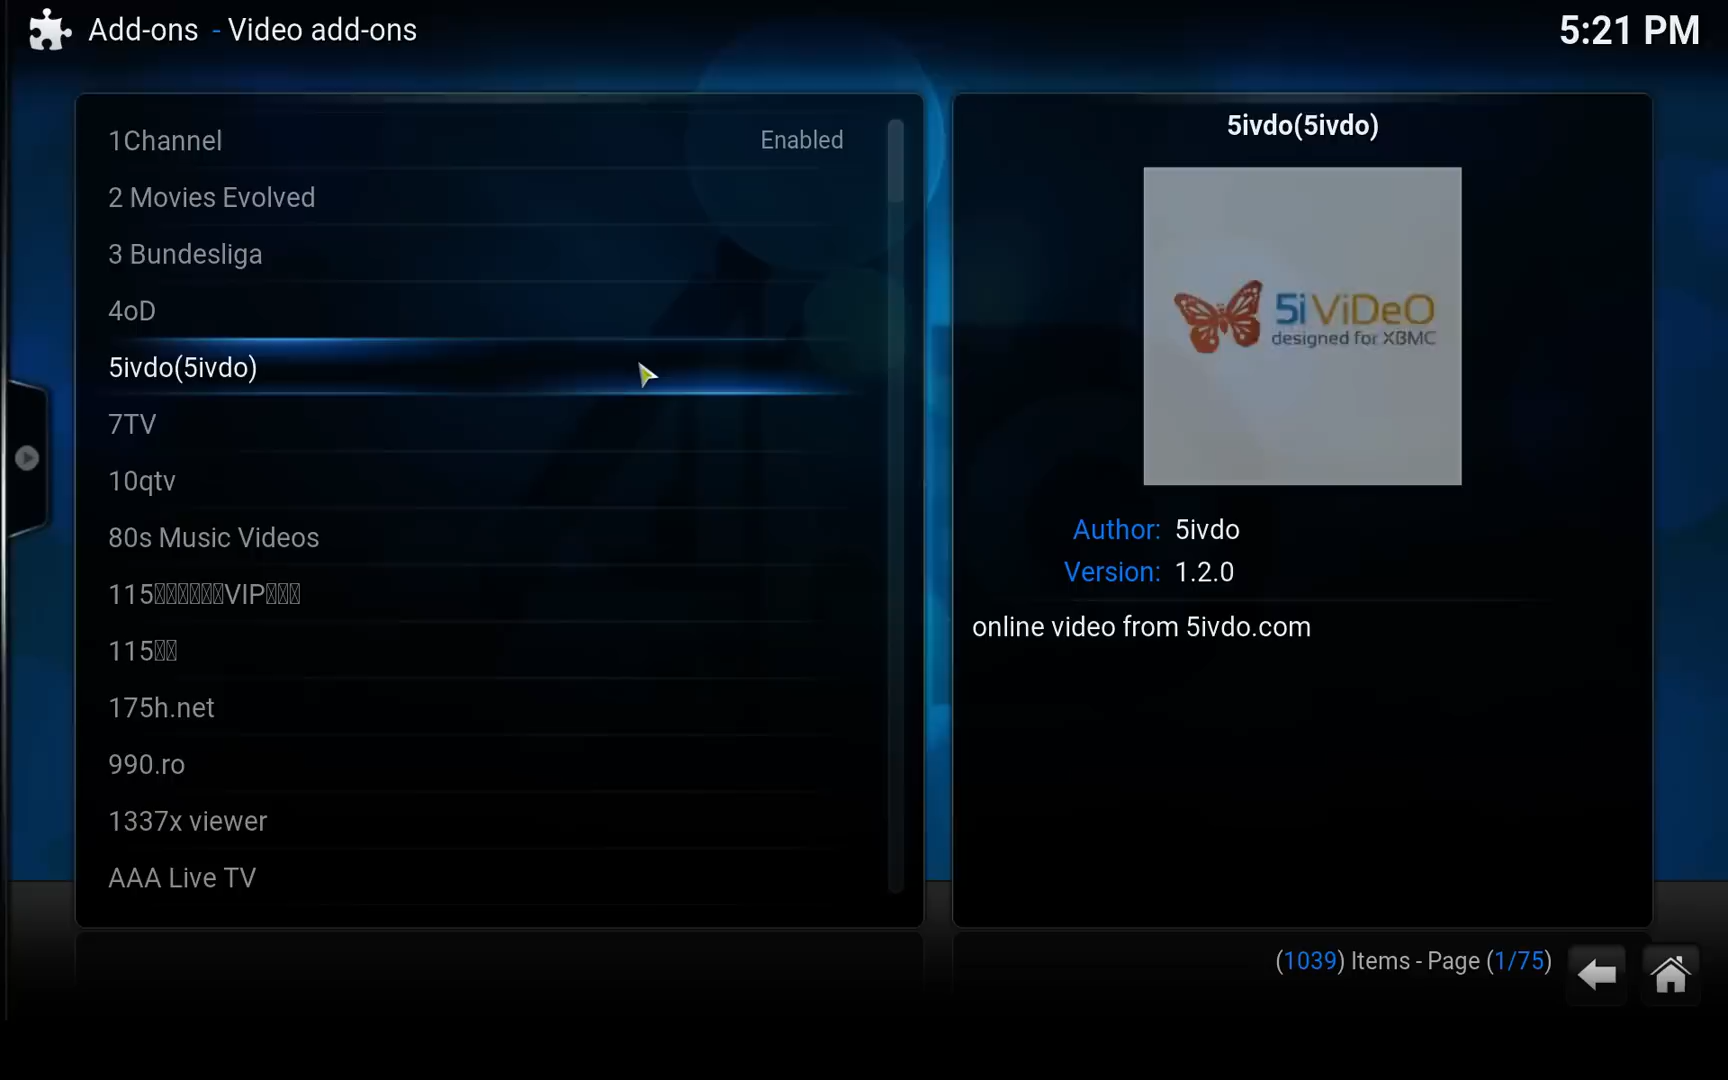 Add-ons - Video add-ons
5:21 PM
1Channel Enabled
2 Movies Evolved
3 Bundesliga
4oD
5ivdo(5ivdo)
7TV
10qtv
80s Music Videos
115 VIP
115
175h.net
990.ro
1337x viewer
AAA Live TV
5ivdo(5ivdo)
5i ViDeO
designed for XBMC
Author: 5ivdo
Version: 1.2.0
online video from 5ivdo.com
(1039) Items - Page (1/75)